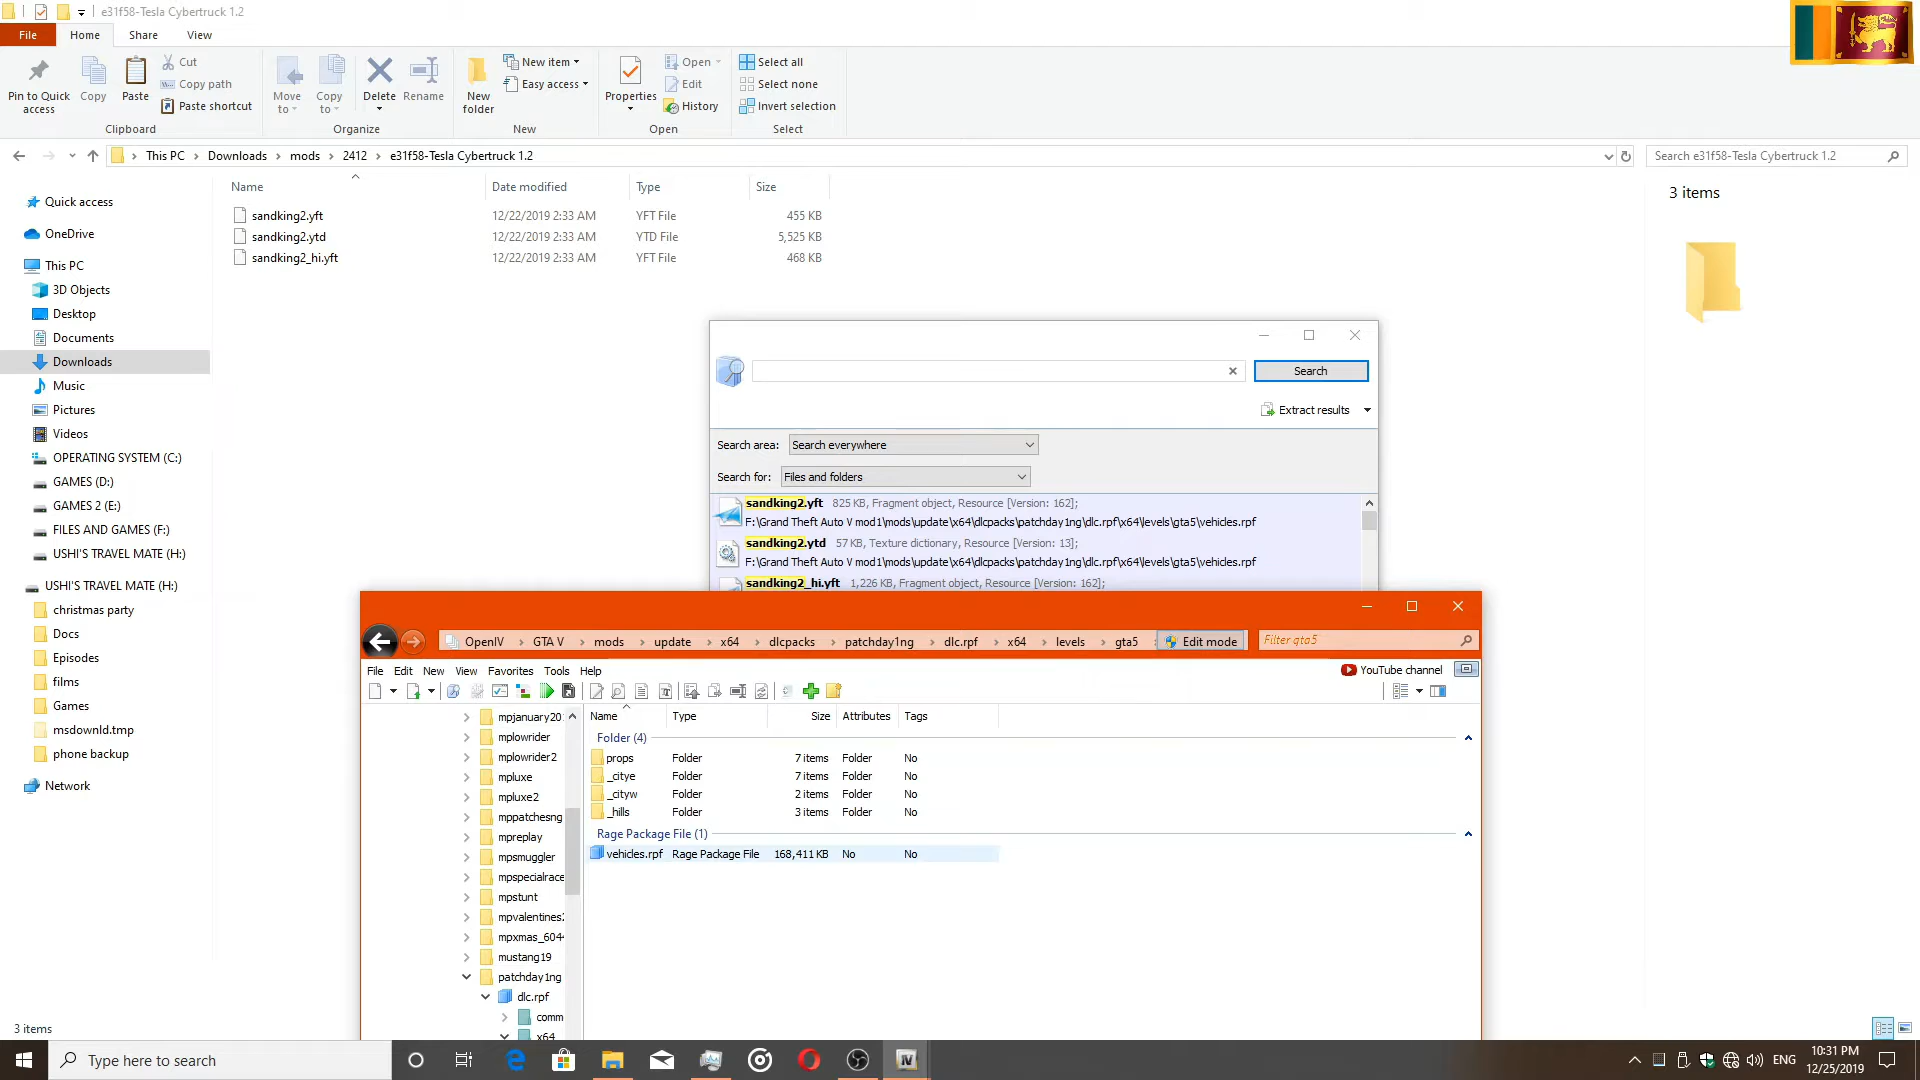 e31f58-Tesla Cybertruck 1.2
File Home Share View
Pin to Quick access
Copy
Paste
Cut
Copy path
Paste shortcut
Clipboard
Move to
Copy to
Delete
Rename
Organize
New folder
New item
Easy access
New
Properties
Open
Edit
History
Open
Select all
Select none
Invert selection
Select
This PC > Downloads > mods > 2412 > e31f58-Tesla Cybertruck 1.2
Search e31f58-Tesla Cybertruck 1.2
Name Date modified Type Size
sandking2.yft 12/22/2019 2:33 AM YFT File 455 KB
sandking2.ytd 12/22/2019 2:33 AM YTD File 5,525 KB
sandking2_hi.yft 12/22/2019 2:33 AM YFT File 468 KB
3 items
Quick access
OneDrive
This PC
3D Objects
Desktop
Documents
Downloads
Music
Pictures
Videos
OPERATING SYSTEM (C:)
GAMES (D:)
GAMES 2 (E:)
FILES AND GAMES (F:)
USHI'S TRAVEL MATE (H:)
USHI'S TRAVEL MATE (H:)
christmas party
Docs
Episodes
films
Games
msdownld.tmp
phone backup
Network
3 items
Search
Extract results
Search area: Search everywhere
Search for: Files and folders
sandking2.yft 825 KB, Fragment object, Resource [Version: 162];
F:\Grand Theft Auto V mod1\mods\update\x64\dlcpacks\patchday1ng\dlc.rpf\x64\levels\gta5\vehicles.rpf
sandking2.ytd 57 KB, Texture dictionary, Resource [Version: 13];
F:\Grand Theft Auto V mod1\mods\update\x64\dlcpacks\patchday1ng\dlc.rpf\x64\levels\gta5\vehicles.rpf
sandking2_hi.yft 1,226 KB, Fragment object, Resource [Version: 162];
OpenIV > GTA V > mods > update > x64 > dlcpacks > patchday1ng > dlc.rpf > x64 > levels > gta5
Edit mode
Filter gta5
File Edit New View Favorites Tools Help
YouTube channel
mpjanuary201
mplowrider
mplowrider2
mpluxe
mpluxe2
mppatchesng
mpreplay
mpsmuggler
mpspecialrace
mpstunt
mpvalentines2
mpxmas_604
mustang19
patchday1ng
dlc.rpf
comm
x64
Name Type Size Attributes Tags
Folder (4)
props Folder 7 items Folder No
_citye Folder 7 items Folder No
_cityw Folder 2 items Folder No
_hills Folder 3 items Folder No
Rage Package File (1)
vehicles.rpf Rage Package File 168,411 KB No No
Type here to search
ENG
10:31 PM
12/25/2019